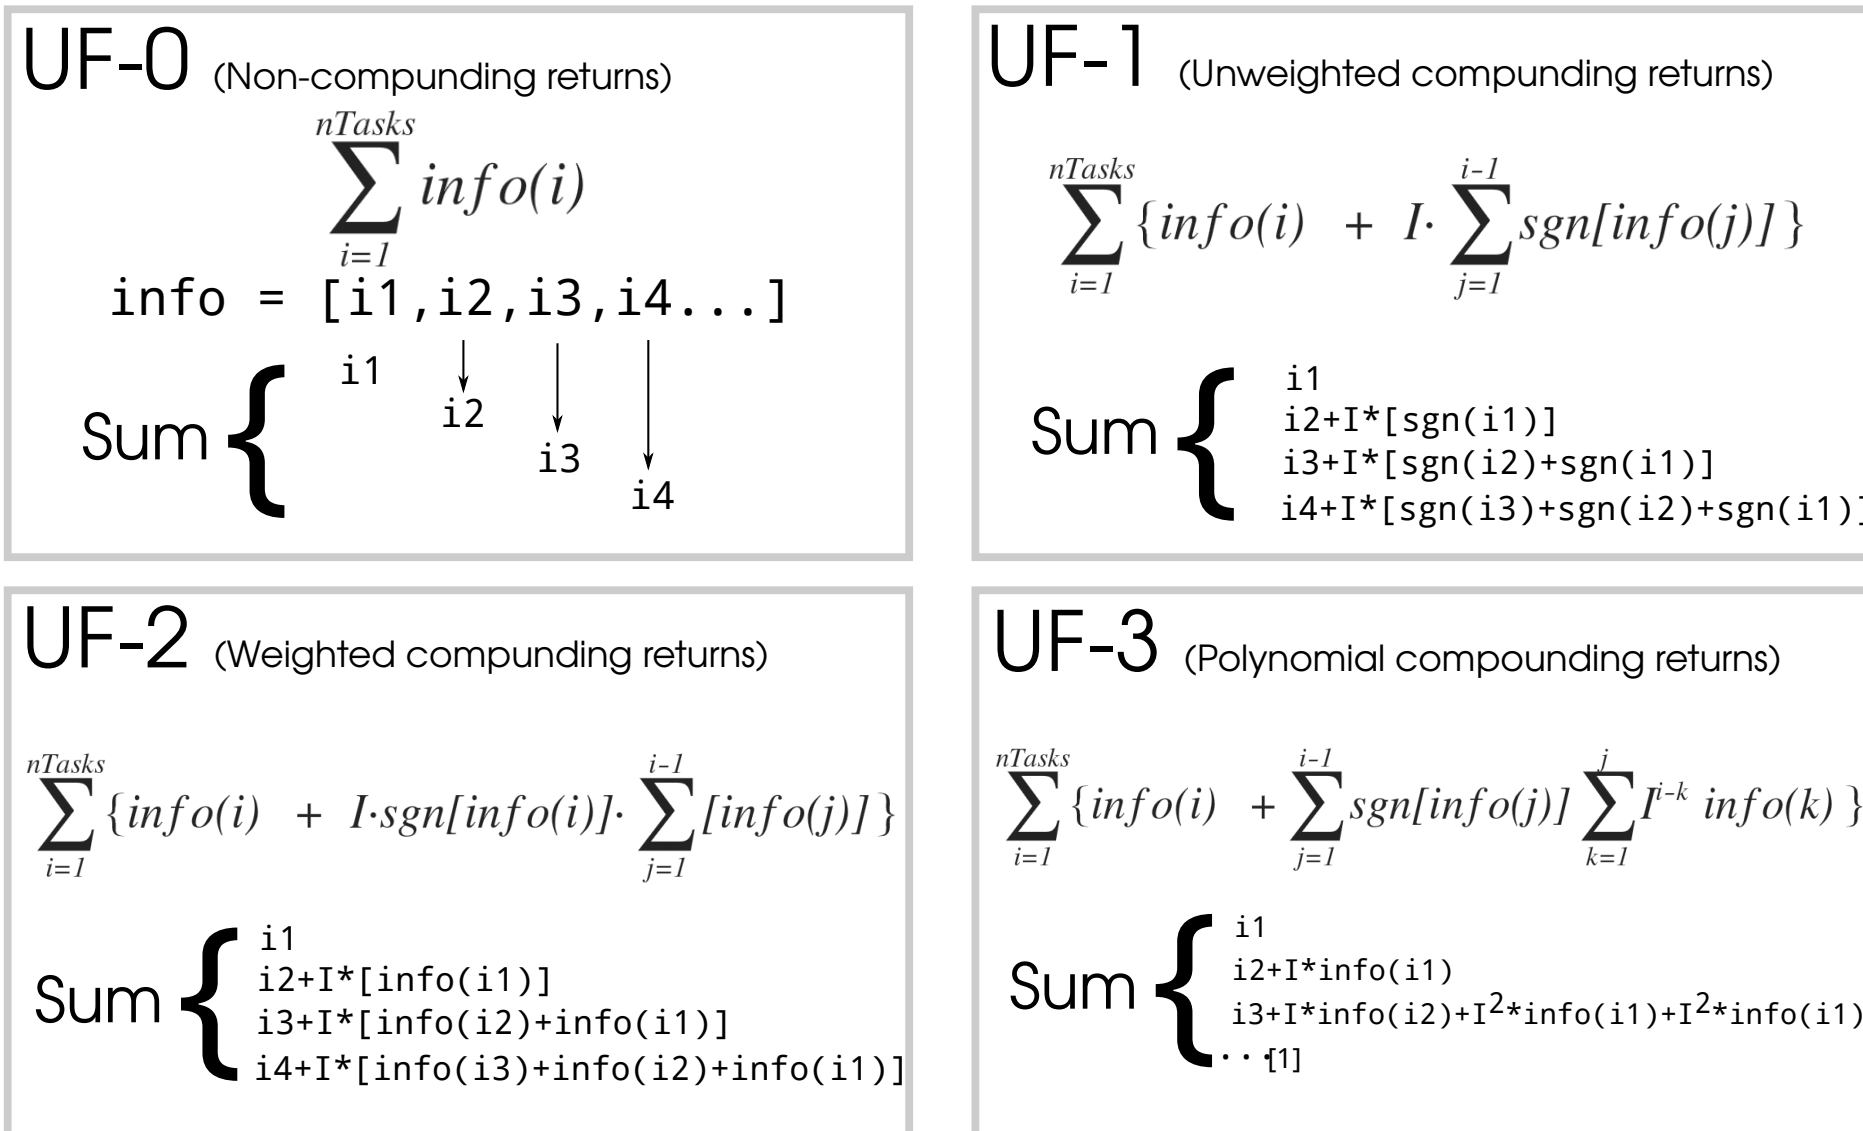 UF-0 (Non-compunding returns)
nTasks
∑ info(i)
i=1
info = [i1,i2,i3,i4...]
Sum {
i1
i2
i3
i4
UF-1 (Unweighted compunding returns)
nTasks i-1
∑ {info(i) + I· ∑ sgn[info(j)] }
i=1 j=1
Sum {
i1
i2+I*[sgn(i1)]
i3+I*[sgn(i2)+sgn(i1)]
i4+I*[sgn(i3)+sgn(i2)+sgn(i1)]
UF-2 (Weighted compunding returns)
nTasks i-1
∑ {info(i) + I·sgn[info(i)]· ∑ [info(j)] }
i=1 j=1
Sum {
i1
i2+I*[info(i1)]
i3+I*[info(i2)+info(i1)]
i4+I*[info(i3)+info(i2)+info(i1)]
UF-3 (Polynomial compounding returns)
nTasks i-1 j
∑ {info(i) + ∑ sgn[info(j)] ∑ I^{i-k} info(k) }
i=1 j=1 k=1
Sum {
i1
i2+I*info(i1)
i3+I*info(i2)+I²*info(i1)+I²*info(i1)
...[1]